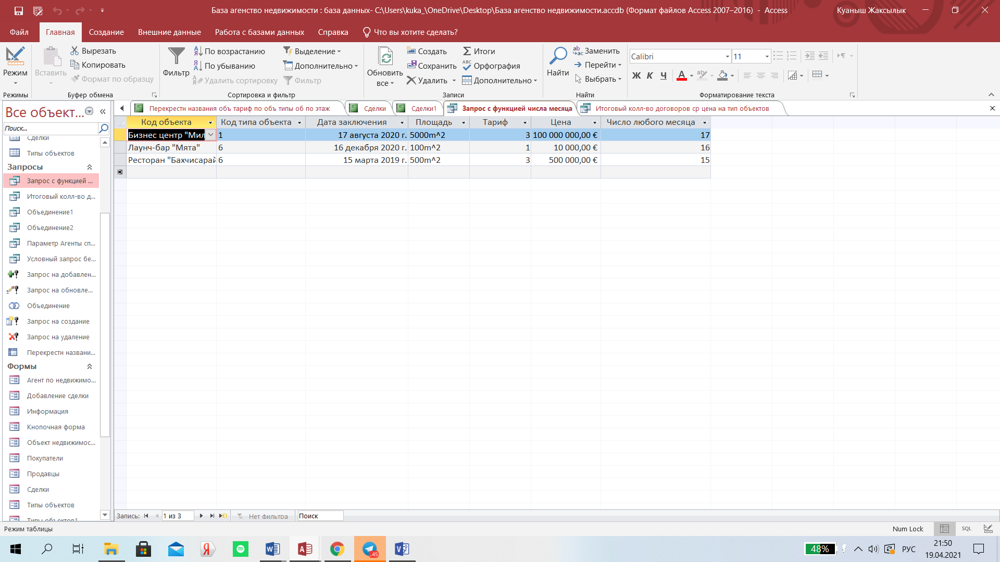 База агенство недвижимости : база данных- C:\Users\kuka_\OneDrive\Desktop\База агенство недвижимости.accdb (Формат файлов Access 2007–2016)  -  Access
Куаныш Жаксылык
Файл Главная Создание Внешние данные Работа с базами данных Справка Что вы хотите сделать?
Режим
Режимы
Вставить
Вырезать
Копировать
Формат по образцу
Буфер обмена
Фильтр
По возрастанию
По убыванию
Удалить сортировку
Выделение
Дополнительно
Фильтр
Сортировка и фильтр
Обновить
все
Создать
Сохранить
Удалить
Итоги
Орфография
Дополнительно
Записи
Найти
Заменить
Перейти
Выбрать
Найти
Calibri 11
Ж К Ч
Форматирование текста
Все объект...
Поиск...
Сделки
Типы объектов
Запросы
Запрос с функцией ...
Итоговый колл-во д...
Объединение1
Объединение2
Параметр Агенты сп...
Условный запрос бе...
Запрос на добавлен...
Запрос на обновле...
Объединение
Запрос на создание
Запрос на удаление
Перекрестн названи...
Формы
Агент по недвижимо...
Добавление сделки
Информация
Кнопочная форма
Объект недвижимос...
Покупатели
Продавцы
Сделки
Типы объектов
Типы объектов1
Перекрестн названия объ тариф по объ типы об по этаж Сделки Сделки1 Запрос с функцией числа месяца Итоговый колл-во договоров ср цена на тип объектов
Код объекта Код типа объекта Дата заключения Площадь Тариф Цена Число любого месяца
Бизнес центр "Мил 1 17 августа 2020 г. 5000m^2 3 100 000 000,00 € 17
Лаунч-бар "Мята" 6 16 декабря 2020 г. 100m^2 1 10 000,00 € 16
Ресторан "Бахчисарай 6 15 марта 2019 г. 500m^2 3 500 000,00 € 15
Запись: 1 из 3 Нет фильтра Поиск
Режим таблицы
Num Lock
SQL
48%
РУС
21:50
19.04.2021